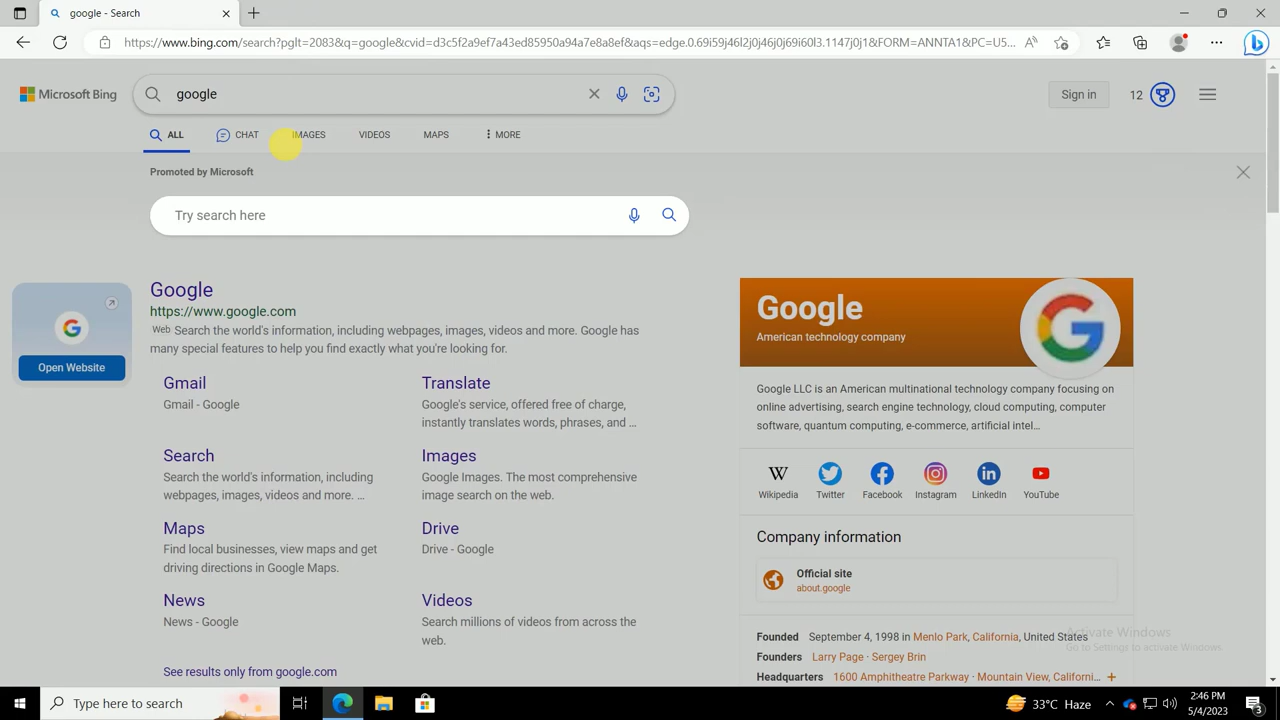 google - Search
https://www.bing.com/search?pglt=2083&q=google&cvid=d3c5f2a9ef7a43ed85950a94a7e8a8ef&aqs=edge.0.69i59j46l2j0j46j0j69i60l3.1147j0j1&FORM=ANNTA1&PC=U5...
Microsoft Bing
google
Sign in
12
ALL
CHAT
IMAGES
VIDEOS
MAPS
MORE
Promoted by Microsoft
Try search here
Google
https://www.google.com
Web Search the world's information, including webpages, images, videos and more. Google has
many special features to help you find exactly what you're looking for.
Open Website
Gmail
Gmail - Google
Translate
Google's service, offered free of charge,
instantly translates words, phrases, and ...
Search
Search the world's information, including
webpages, images, videos and more. ...
Images
Google Images. The most comprehensive
image search on the web.
Maps
Find local businesses, view maps and get
driving directions in Google Maps.
Drive
Drive - Google
News
News - Google
Videos
Search millions of videos from across the
web.
See results only from google.com
Google
American technology company
Google LLC is an American multinational technology company focusing on
online advertising, search engine technology, cloud computing, computer
software, quantum computing, e-commerce, artificial intel...
Wikipedia
Twitter
Facebook
Instagram
LinkedIn
YouTube
Company information
Official site
about.google
Founded September 4, 1998 in Menlo Park, California, United States
Founders Larry Page · Sergey Brin
Headquarters 1600 Amphitheatre Parkway · Mountain View, Californi...
Activate Windows
Go to Settings to activate Windows.
Type here to search
33°C Haze
2:46 PM
5/4/2023
3